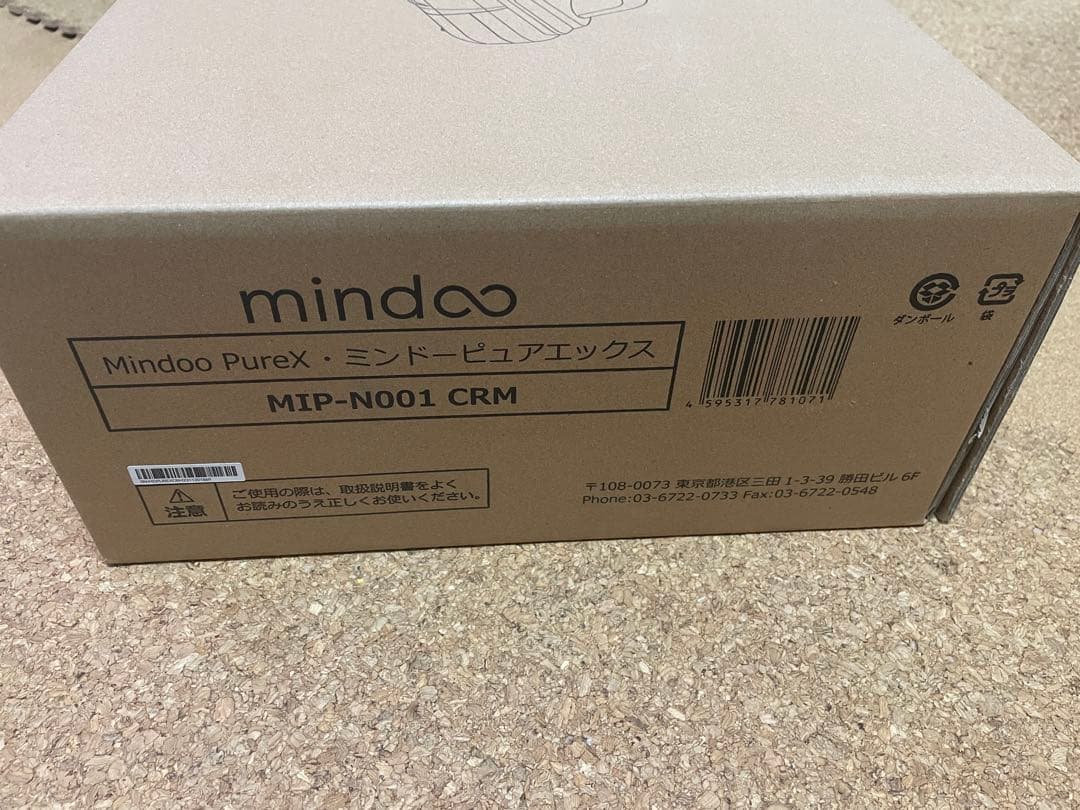 mindoo
Mindoo PureX・ミンドーピュアエックス
MIP-N001 CRM
4 595317 781071
ダンボール
プラ
袋
注意
ご使用の際は、取扱説明書をよく
お読みのうえ正しくお使いください。
〒108-0073 東京都港区三田 1-3-39 勝田ビル 6F
Phone:03-6722-0733 Fax:03-6722-0548